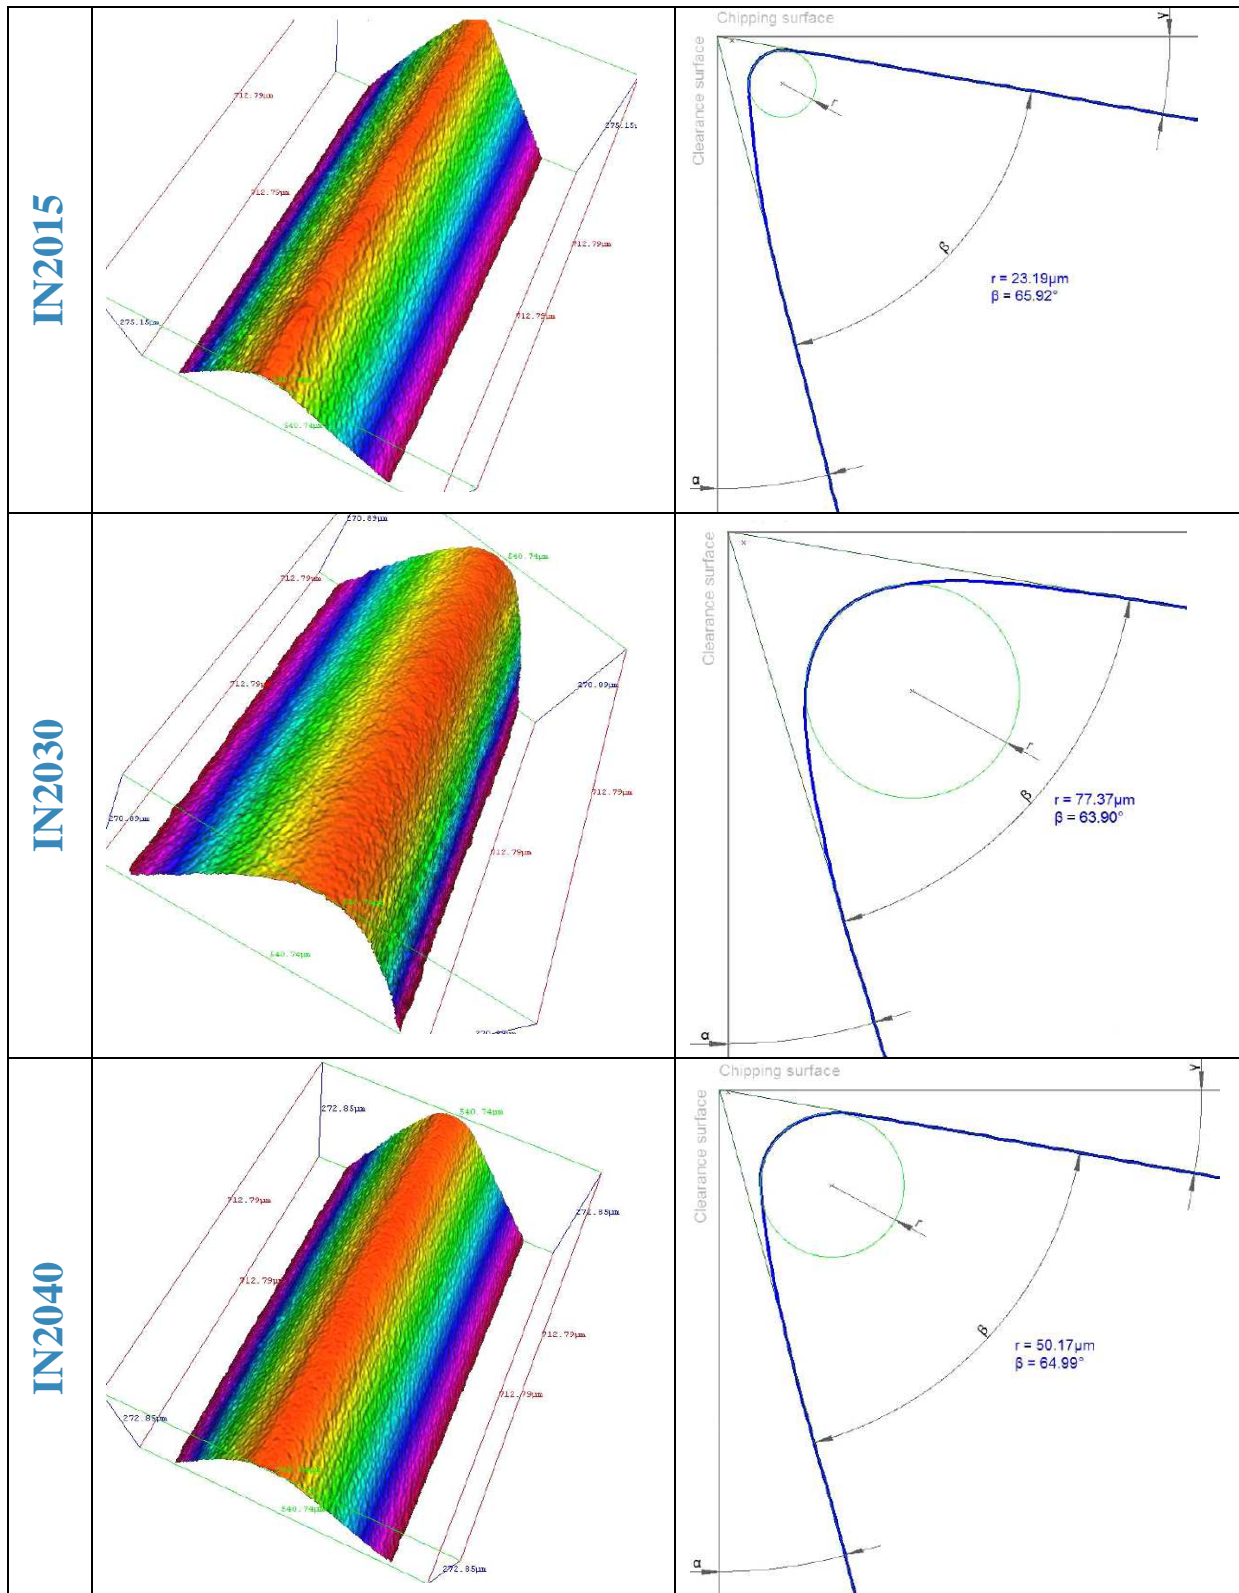 IN2015
712.79µm
275.15µ
712.79µm
712.79µm
712.79µm
275.15µm
540.74µm
Chipping surface
γ
Clearance surface
x
r
β
r = 23.19µm
β = 65.92°
α
IN2030
270.89µm
540.74µm
712.79µm
712.79µm
270.89µm
712.79µm
270.89µm
712.79µm
540.74µm
270.89µm
Clearance surface
x
r
β
r = 77.37µm
β = 63.90°
α
IN2040
272.85µm
540.74µm
712.79µm
272.85µm
712.79µm
712.79µm
712.79µm
272.85µm
540.74µm
272.85µm
Chipping surface
γ
Clearance surface
x
r
β
r = 50.17µm
β = 64.99°
α